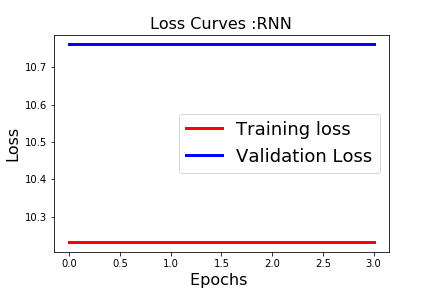 Loss Curves :RNN
10.7
10.6
10.5
10.4
10.3
Loss
Training loss
Validation Loss
0.0 0.5 1.0 1.5 2.0 2.5 3.0
Epochs